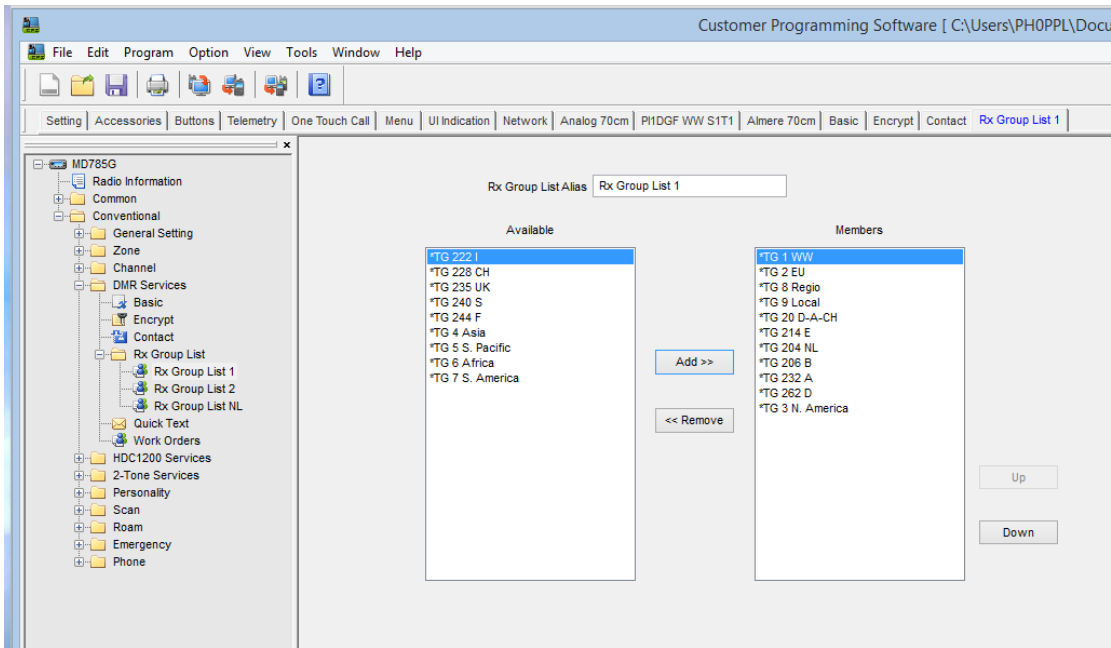 Customer Programming Software [ C:\Users\PH0PPL\Docu
File Edit Program Option View Tools Window Help
Setting Accessories Buttons Telemetry One Touch Call Menu UI Indication Network Analog 70cm PI1DGF WW S1T1 Almere 70cm Basic Encrypt Contact Rx Group List 1
x
MD785G
Radio Information
Common
Conventional
General Setting
Zone
Channel
DMR Services
Basic
Encrypt
Contact
Rx Group List
Rx Group List 1
Rx Group List 2
Rx Group List NL
Quick Text
Work Orders
HDC1200 Services
2-Tone Services
Personality
Scan
Roam
Emergency
Phone
Rx Group List Alias Rx Group List 1
Available
*TG 222 I
*TG 228 CH
*TG 235 UK
*TG 240 S
*TG 244 F
*TG 4 Asia
*TG 5 S. Pacific
*TG 6 Africa
*TG 7 S. America
Add >>
<< Remove
Members
*TG 1 WW
*TG 2 EU
*TG 8 Regio
*TG 9 Local
*TG 20 D-A-CH
*TG 214 E
*TG 204 NL
*TG 206 B
*TG 232 A
*TG 262 D
*TG 3 N. America
Up
Down